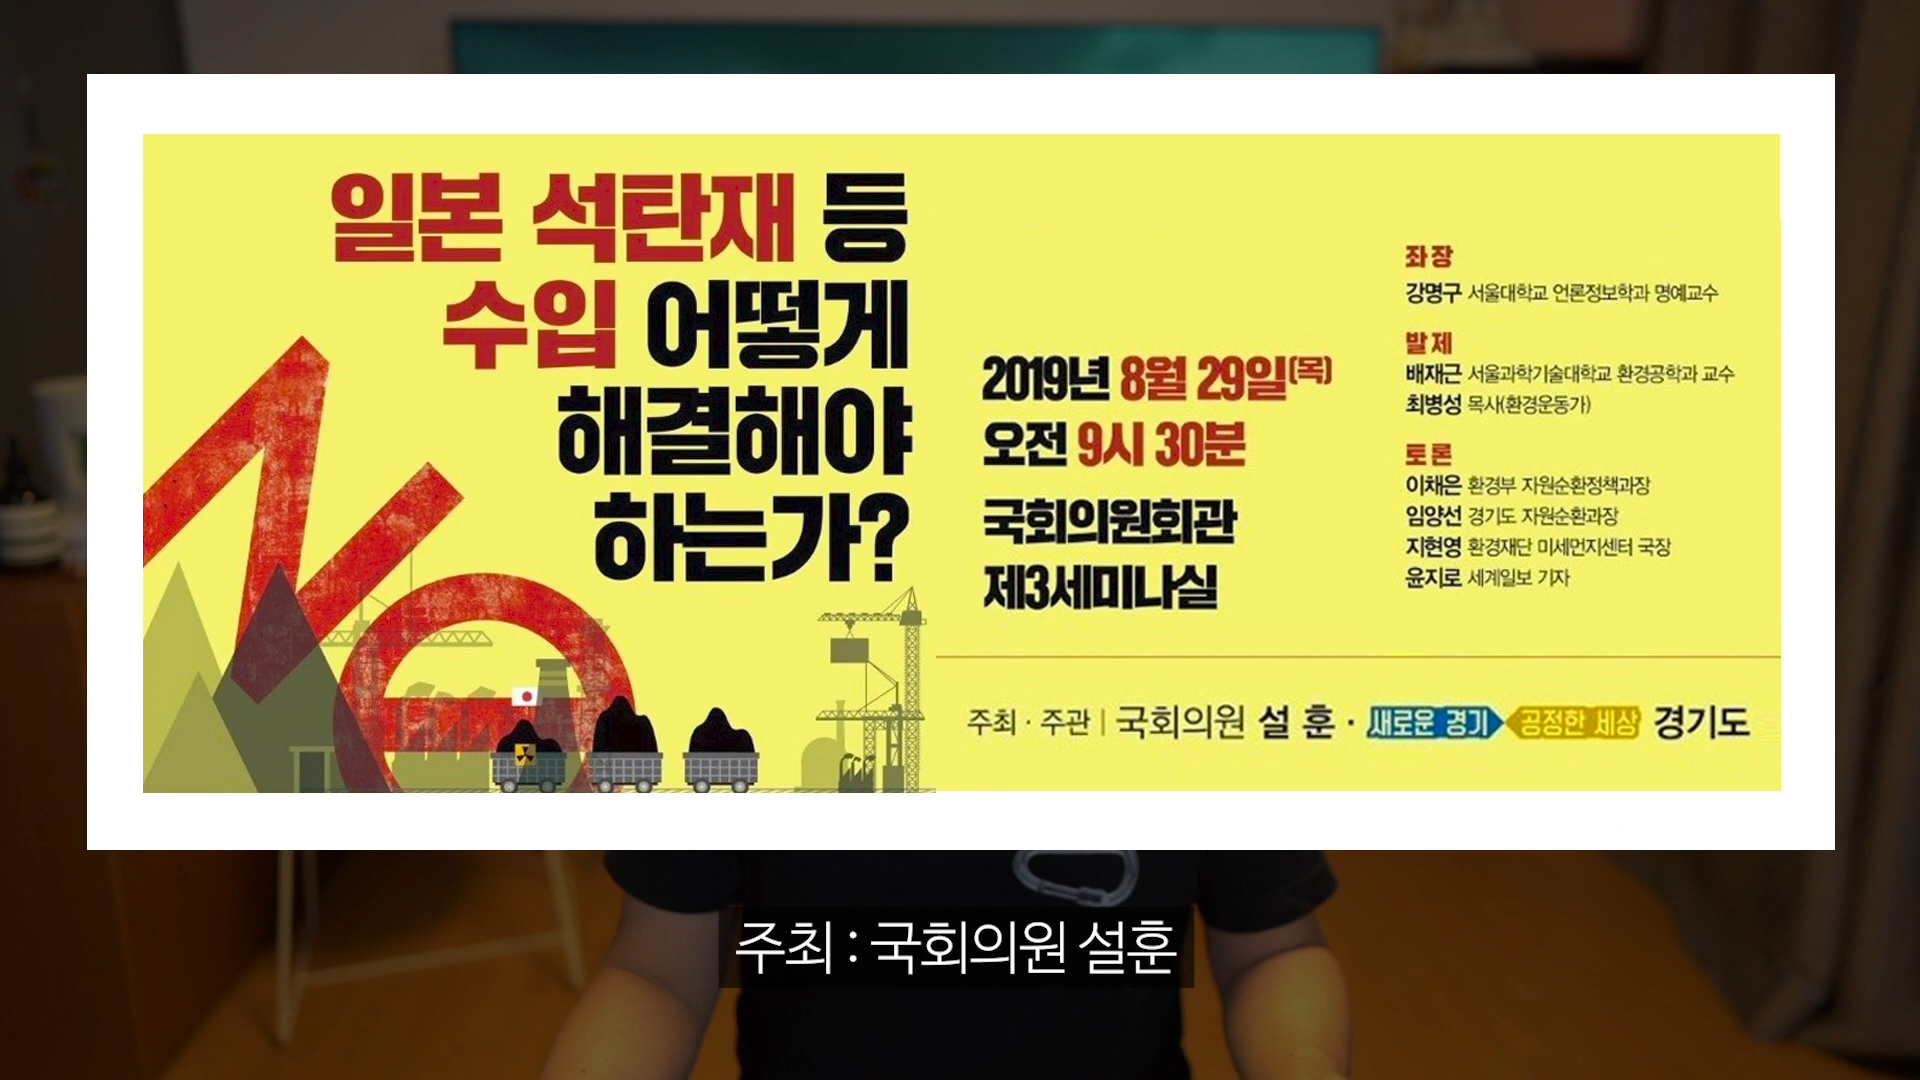 일본 석탄재 등
수입 어떻게
해결해야
하는가?
NO
2019년 8월 29일(목)
오전 9시 30분
국회의원회관
제3세미나실
좌장
강명구 서울대학교 언론정보학과 명예교수
발제
배재근 서울과학기술대학교 환경공학과 교수
최병성 목사(환경운동가)
토론
이채은 환경부 자원순환정책과장
임양선 경기도 자원순환과장
지현영 환경재단 미세먼지센터 국장
윤지로 세계일보 기자
주최 · 주관 | 국회의원 설 훈 · 새로운 경기 공정한 세상 경기도
주최 : 국회의원 설훈